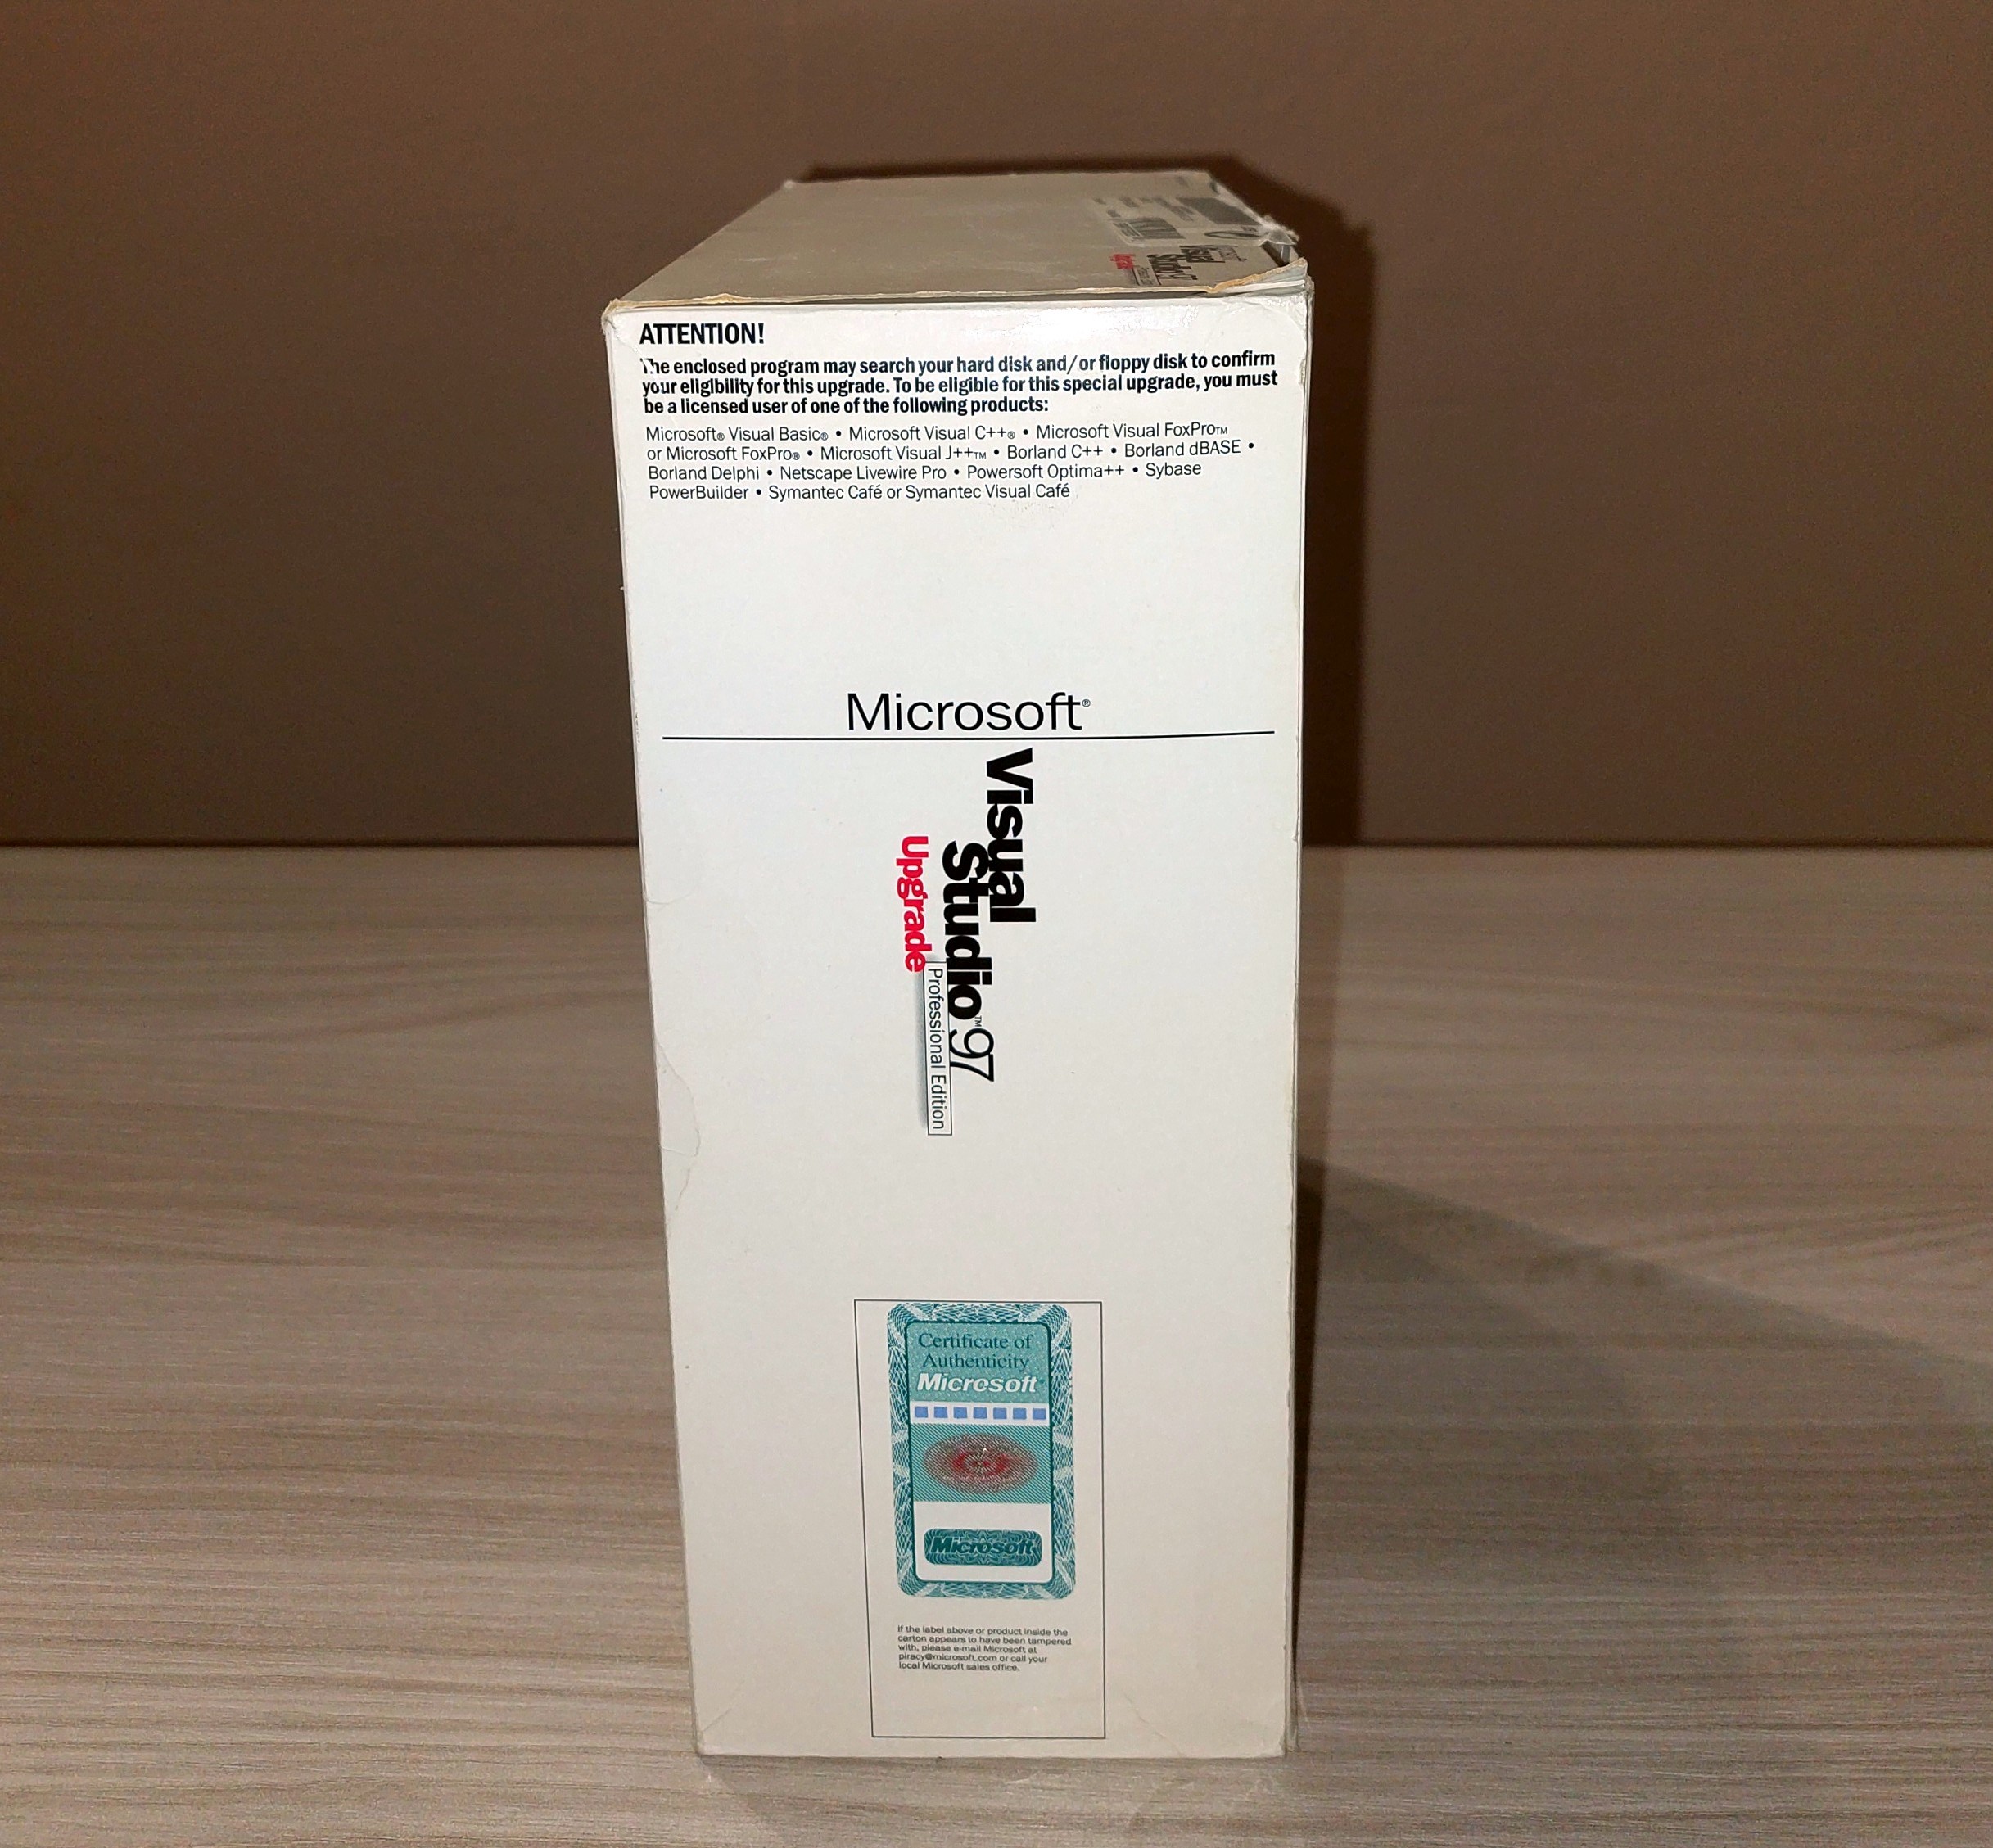 Visual
Studio
ATTENTION!
The enclosed program may search your hard disk and/or floppy disk to confirm
your eligibility for this upgrade. To be eligible for this special upgrade, you must
be a licensed user of one of the following products:
Microsoft® Visual Basic® • Microsoft Visual C++® • Microsoft Visual FoxPro™
or Microsoft FoxPro® • Microsoft Visual J++™ • Borland C++ • Borland dBASE •
Borland Delphi • Netscape Livewire Pro • Powersoft Optima++ • Sybase
PowerBuilder • Symantec Café or Symantec Visual Café
Microsoft®
Visual
Studio™97
Upgrade
Professional Edition
Certificate of
Authenticity
Microsoft
Microsoft
If the label above or product inside the
carton appears to have been tampered
with, please e-mail Microsoft at
piracy@microsoft.com or call your
local Microsoft sales office.